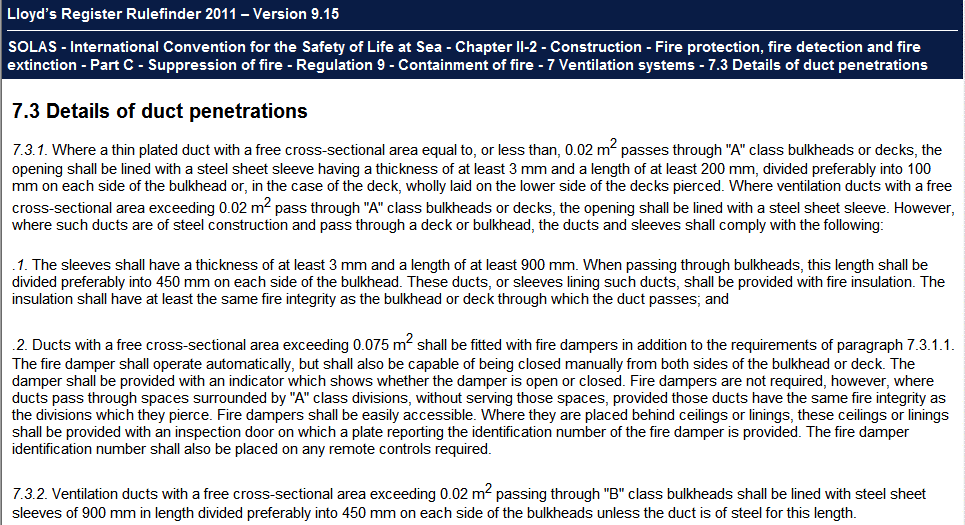 Lloyd's Register Rulefinder 2011 – Version 9.15
SOLAS - International Convention for the Safety of Life at Sea - Chapter II-2 - Construction - Fire protection, fire detection and fire
extinction - Part C - Suppression of fire - Regulation 9 - Containment of fire - 7 Ventilation systems - 7.3 Details of duct penetrations
7.3 Details of duct penetrations
7.3.1. Where a thin plated duct with a free cross-sectional area equal to, or less than, 0.02 m² passes through "A" class bulkheads or decks, the
opening shall be lined with a steel sheet sleeve having a thickness of at least 3 mm and a length of at least 200 mm, divided preferably into 100
mm on each side of the bulkhead or, in the case of the deck, wholly laid on the lower side of the decks pierced. Where ventilation ducts with a free
cross-sectional area exceeding 0.02 m² pass through "A" class bulkheads or decks, the opening shall be lined with a steel sheet sleeve. However,
where such ducts are of steel construction and pass through a deck or bulkhead, the ducts and sleeves shall comply with the following:
.1. The sleeves shall have a thickness of at least 3 mm and a length of at least 900 mm. When passing through bulkheads, this length shall be
divided preferably into 450 mm on each side of the bulkhead. These ducts, or sleeves lining such ducts, shall be provided with fire insulation. The
insulation shall have at least the same fire integrity as the bulkhead or deck through which the duct passes; and
.2. Ducts with a free cross-sectional area exceeding 0.075 m² shall be fitted with fire dampers in addition to the requirements of paragraph 7.3.1.1.
The fire damper shall operate automatically, but shall also be capable of being closed manually from both sides of the bulkhead or deck. The
damper shall be provided with an indicator which shows whether the damper is open or closed. Fire dampers are not required, however, where
ducts pass through spaces surrounded by "A" class divisions, without serving those spaces, provided those ducts have the same fire integrity as
the divisions which they pierce. Fire dampers shall be easily accessible. Where they are placed behind ceilings or linings, these ceilings or linings
shall be provided with an inspection door on which a plate reporting the identification number of the fire damper is provided. The fire damper
identification number shall also be placed on any remote controls required.
7.3.2. Ventilation ducts with a free cross-sectional area exceeding 0.02 m² passing through "B" class bulkheads shall be lined with steel sheet
sleeves of 900 mm in length divided preferably into 450 mm on each side of the bulkheads unless the duct is of steel for this length.